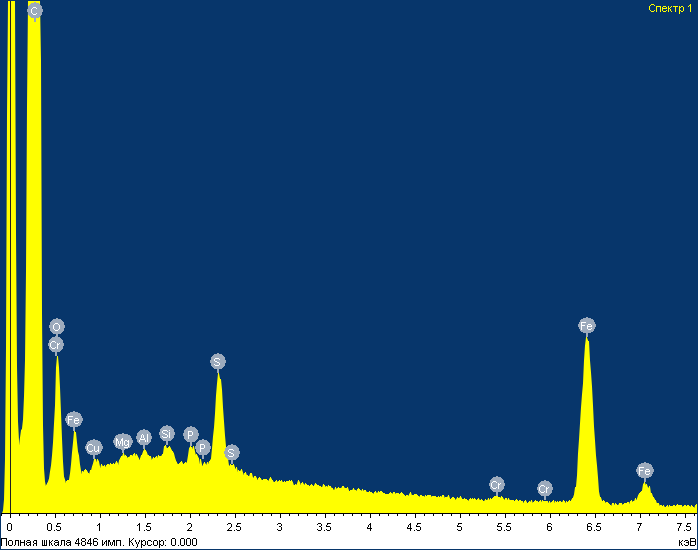 Спектр 1
C
O
Cr
Fe
Cu
Mg
Al
Si
P
P
S
S
Cr
Cr
Fe
Fe
0 0.5 1 1.5 2 2.5 3 3.5 4 4.5 5 5.5 6 6.5 7 7.5
Полная шкала 4846 имп. Курсор: 0.000 кэВ